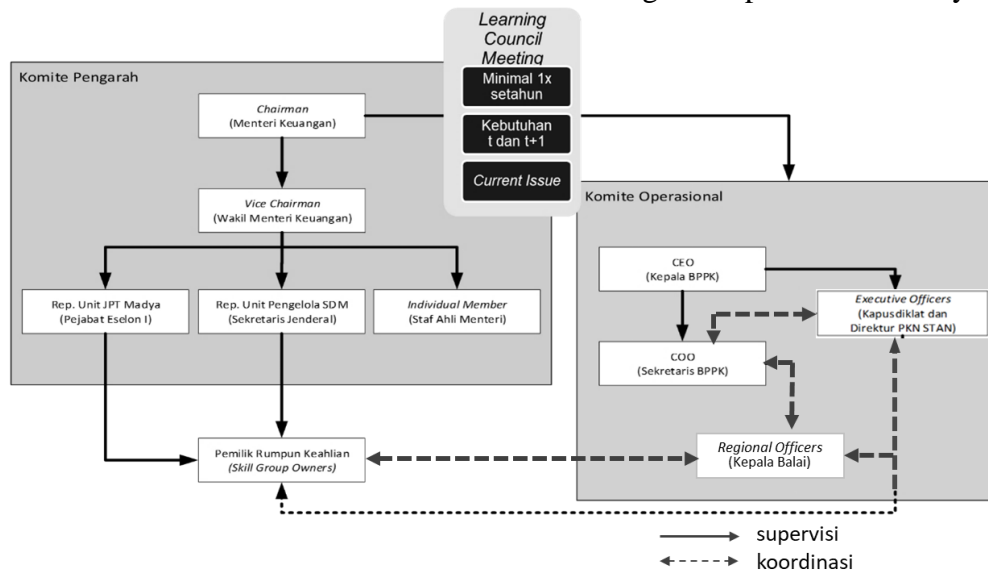 Learning
Council
Meeting
Minimal 1x
setahun
Kebutuhan
t dan t+1
Current Issue
Komite Pengarah
Chairman
(Menteri Keuangan)
Vice Chairman
(Wakil Menteri Keuangan)
Rep. Unit JPT Madya
(Pejabat Eselon I)
Rep. Unit Pengelola SDM
(Sekretaris Jenderal)
Individual Member
(Staf Ahli Menteri)
Pemilik Rumpun Keahlian
(Skill Group Owners)
Komite Operasional
CEO
(Kepala BPPK)
Executive Officers
(Kapusdiklat dan
Direktur PKN STAN)
COO
(Sekretaris BPPK)
Regional Officers
(Kepala Balai)
supervisi
koordinasi